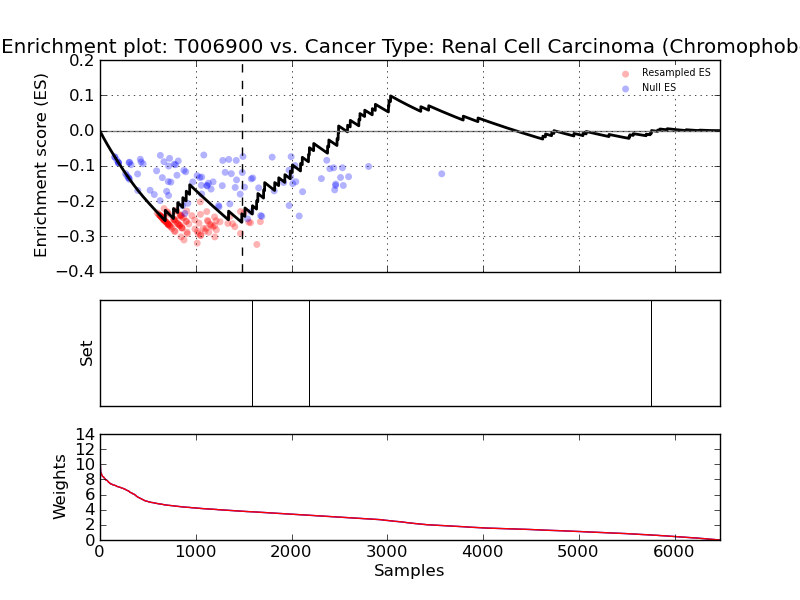 Enrichment plot: T006900 vs. Cancer Type: Renal Cell Carcinoma (Chromophob
0.2
0.1
0.0
−0.1
−0.2
−0.3
−0.4
Enrichment score (ES)
Resampled ES
Null ES
Set
14
12
10
8
6
4
2
0
Weights
0 1000 2000 3000 4000 5000 6000
Samples